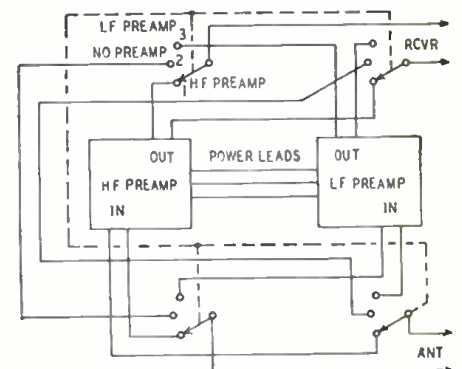 LF PREAMP 3
NO PREAMP 2
RCVR
HF PREAMP
OUT POWER LEADS OUT
HF PREAMP LF PREAMP
IN IN
ANT